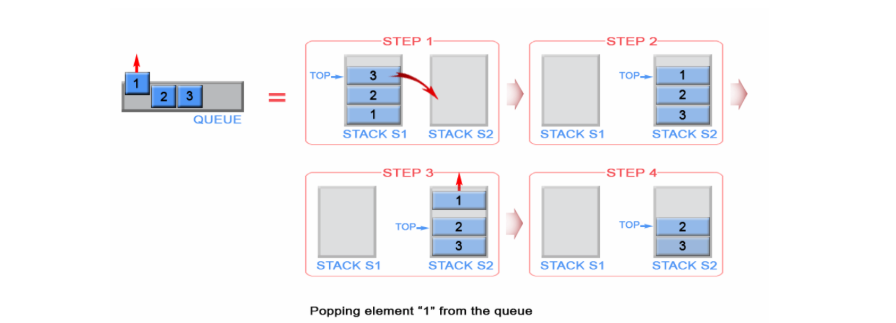 STEP 1
STEP 2
1
2 3
QUEUE
=
TOP
3
2
1
STACK S1 STACK S2
TOP
1
2
3
STACK S1 STACK S2
STEP 3
STEP 4
1
TOP
2
3
STACK S1 STACK S2
TOP
2
3
STACK S1 STACK S2
Popping element "1" from the queue